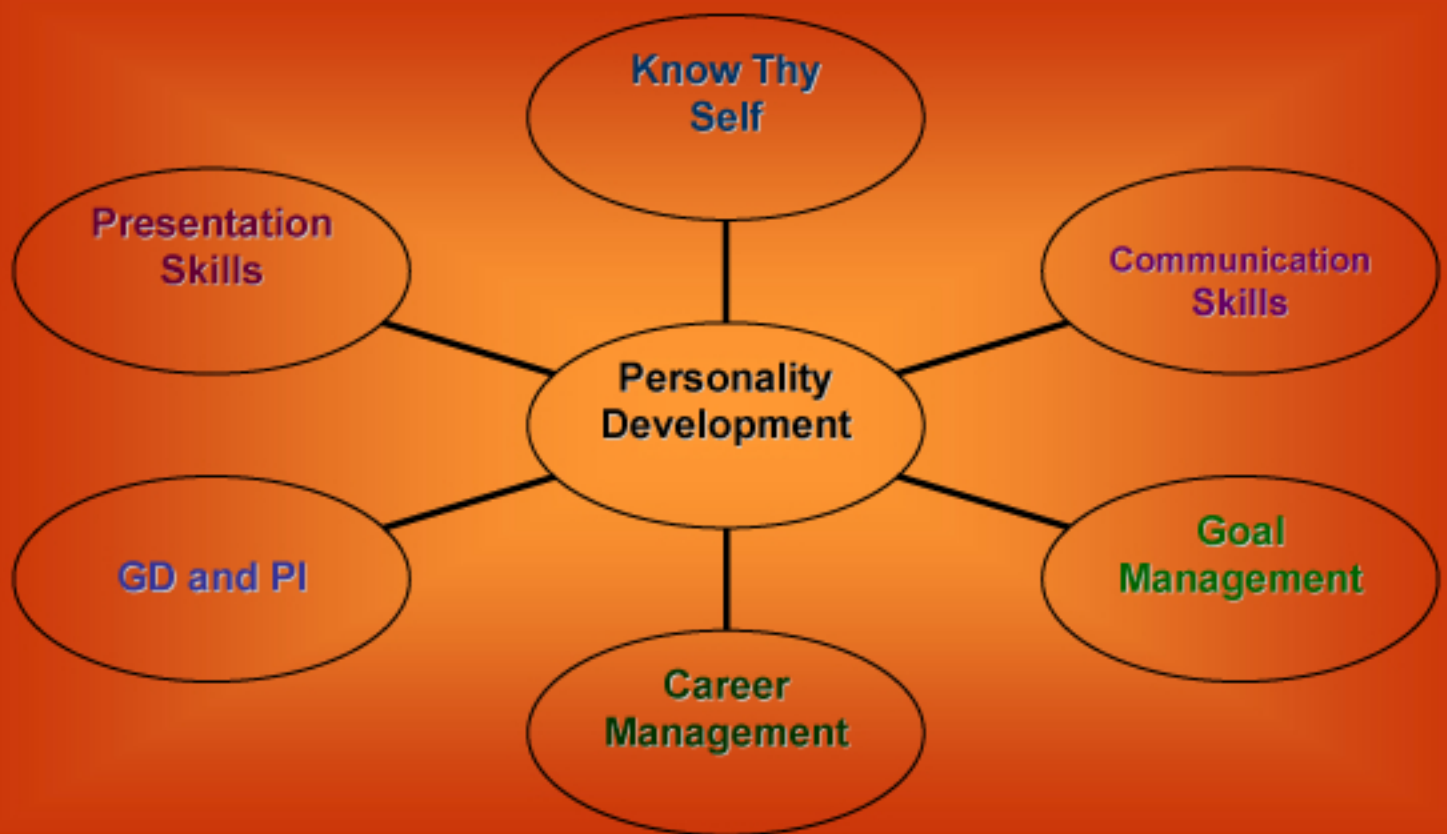 Know Thy
Self
Presentation
Skills
Communication
Skills
Personality
Development
GD and PI
Goal
Management
Career
Management